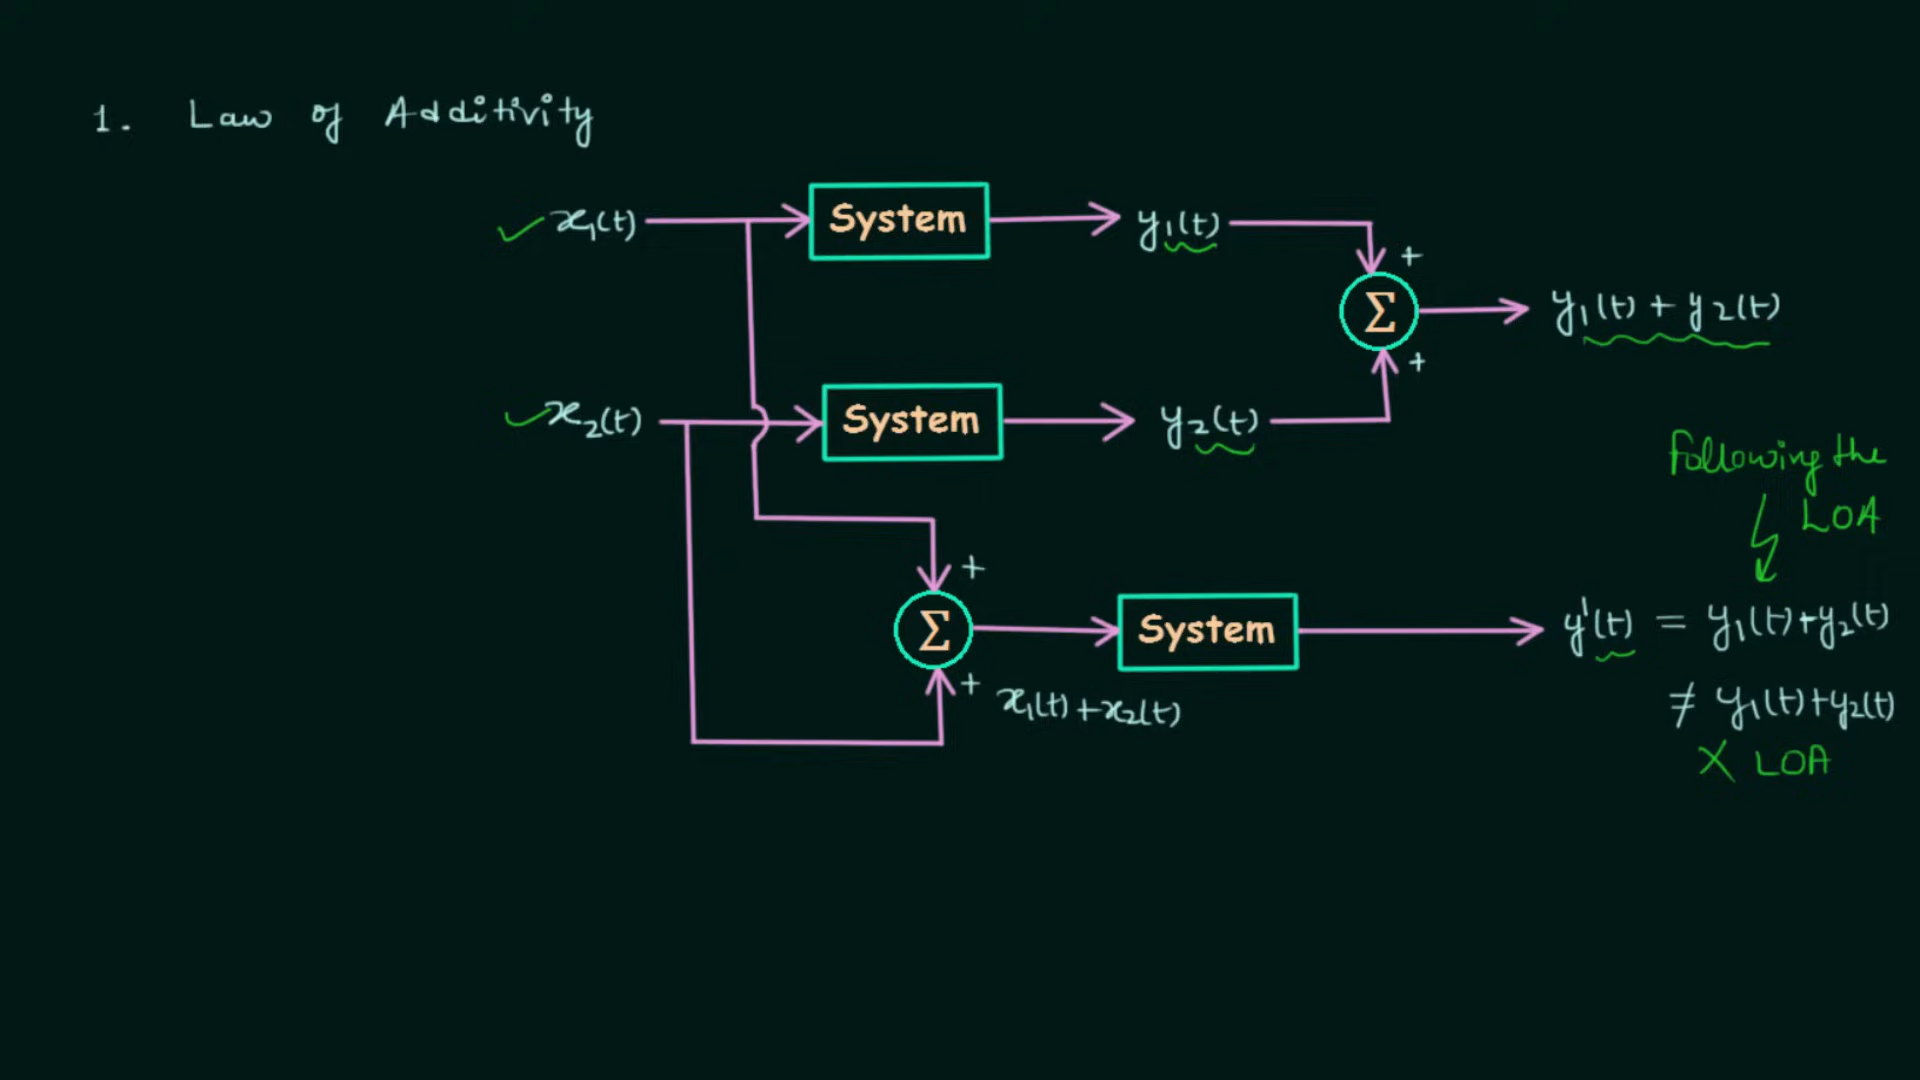 1. Law of Additivity
x₁(t) System y₁(t)
+
Σ y₁(t) + y₂(t)
+
x₂(t) System y₂(t)
Following the
LOA
+
Σ System y'(t) = y₁(t)+y₂(t)
+ x₁(t)+x₂(t) ≠ y₁(t)+y₂(t)
X LOA